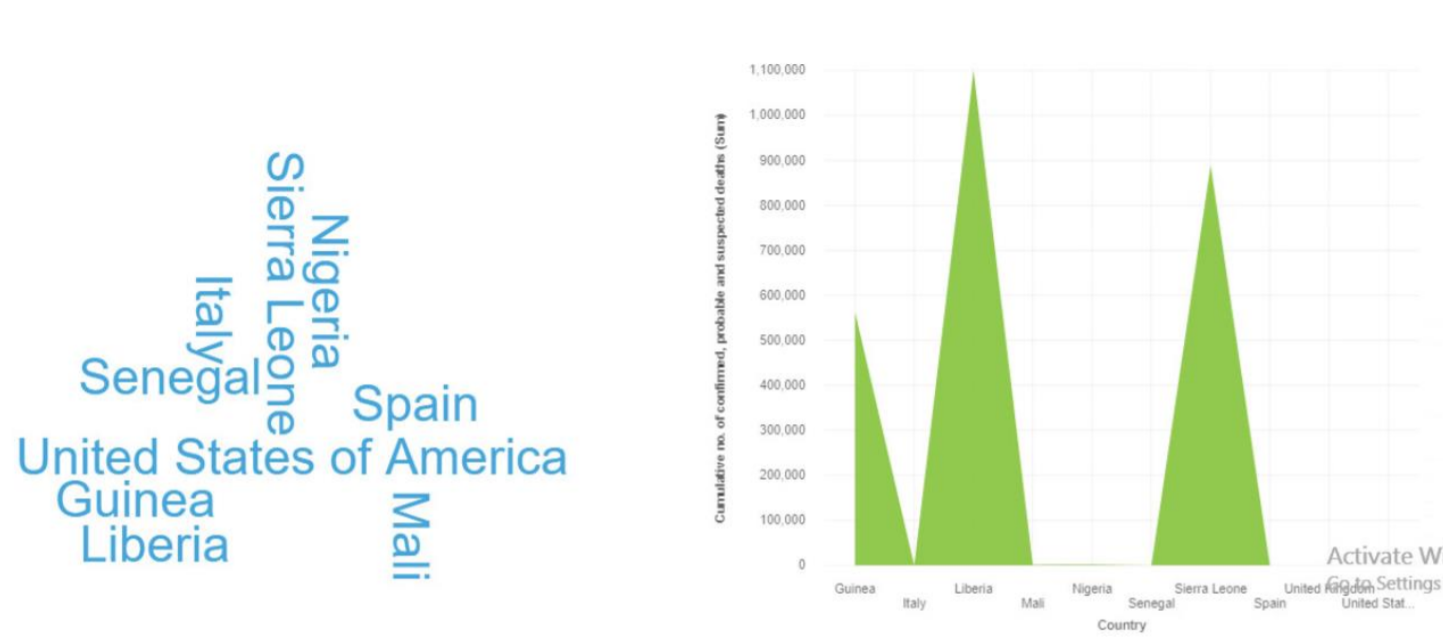 Sierra Leone
Nigeria
Italy
Senegal
Spain
United States of America
Guinea
Liberia
Mali
Cumulative no. of confirmed, probable and suspected deaths (Sum)
1,100,000
1,000,000
900,000
800,000
700,000
600,000
500,000
400,000
300,000
200,000
100,000
0
Guinea
Italy
Liberia
Mali
Nigeria
Senegal
Sierra Leone
Spain
United Kingdom
United Stat...
Country
Activate W
Go to Settings